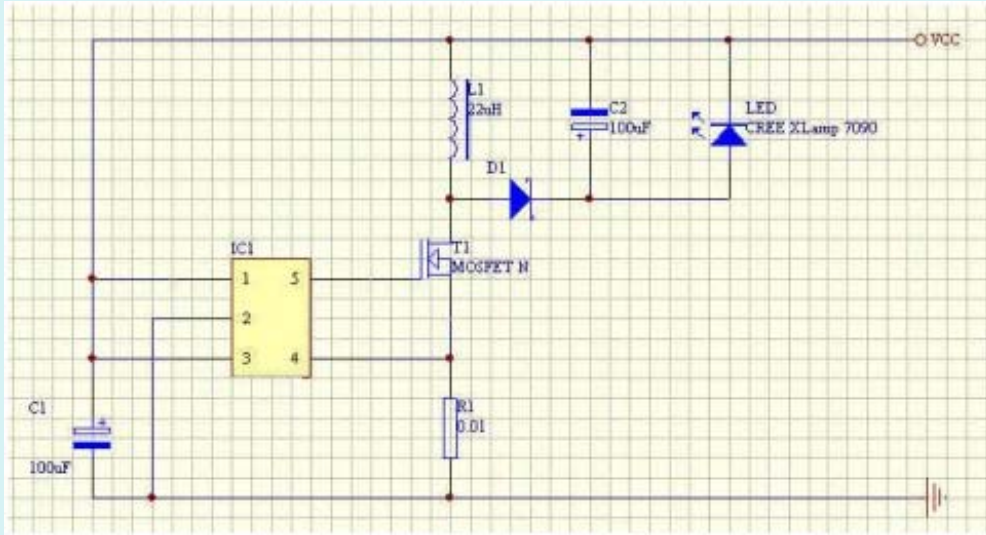 VCC
L1
22uH
C2
100uF
LED
CREE XLamp 7090
D1
T1
MOSFET N
IC1
1 5
2
3 4
C1
+
100uF
+
R1
0.01